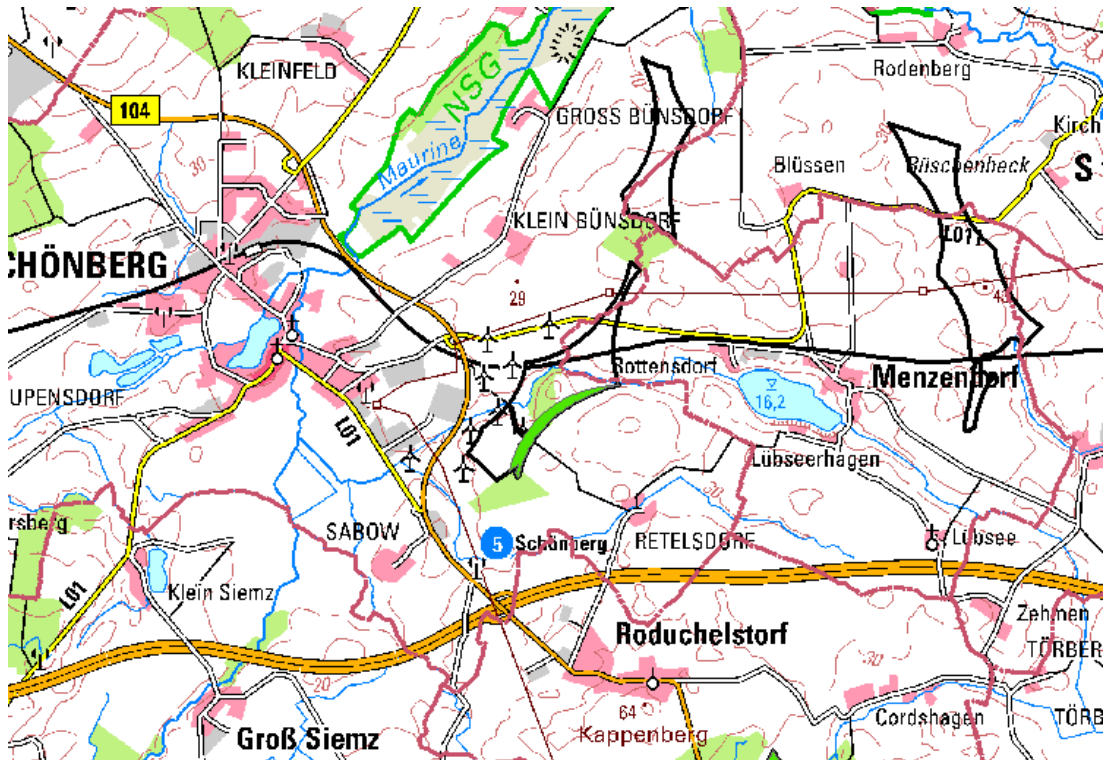 KLEINFELD
104
NSG
Maurine
GROSS BÜNSDORF
Rodenberg
Kirch
Blüssen
Büschenbeck
S
30
KLEIN BÜNSDORF
L01
CHÖNBERG
29
Rottensdorf
Menzendorf
16,2
UPENSDORF
L01
Lübseerhagen
rsberg
SABOW
5
Schönberg
RETELSDORF
Lübsee
Klein Siemz
L01
Zehmen
Roduchelstorf
TÖRBER
30
20
64
Kappenberg
Cordshagen
TÖRB
Groß Siemz